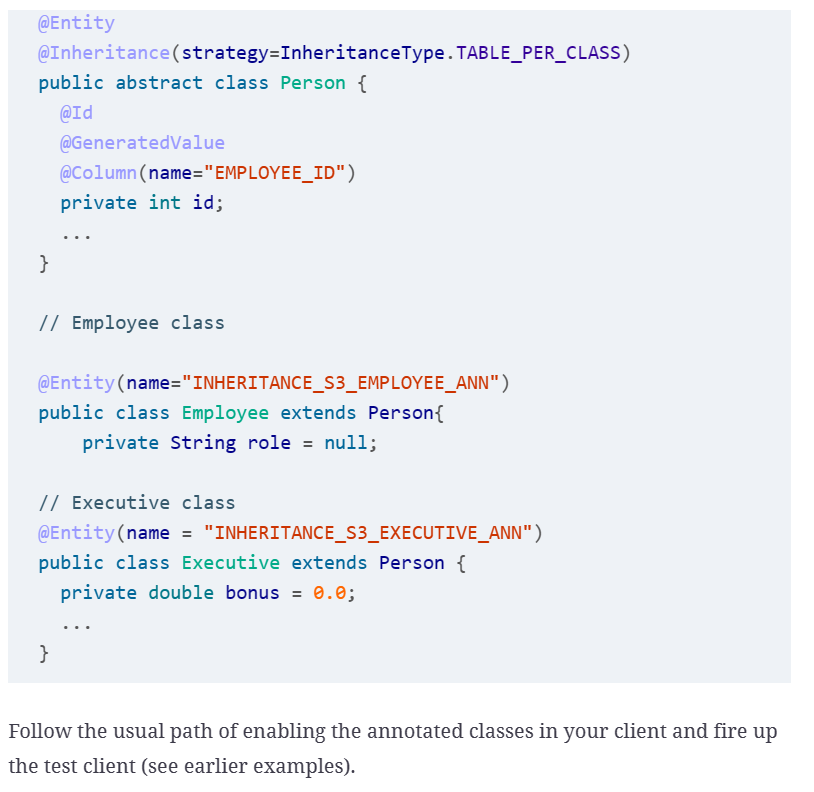 @Entity
@Inheritance(strategy=InheritanceType.TABLE_PER_CLASS)
public abstract class Person {
@Id
@GeneratedValue
@Column(name="EMPLOYEE_ID")
private int id;
...
}
// Employee class
@Entity(name="INHERITANCE_S3_EMPLOYEE_ANN")
public class Employee extends Person{
private String role = null;
// Executive class
@Entity(name = "INHERITANCE_S3_EXECUTIVE_ANN")
public class Executive extends Person {
private double bonus = 0.0;
...
}
Follow the usual path of enabling the annotated classes in your client and fire up
the test client (see earlier examples).